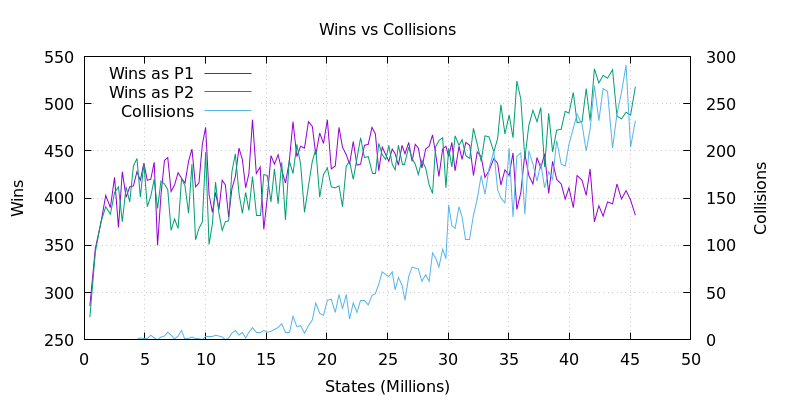 Wins vs Collisions
550
500
450
400
350
300
250
Wins
Wins as P1
Wins as P2
Collisions
300
250
200
150
100
50
0
Collisions
0 5 10 15 20 25 30 35 40 45 50
States (Millions)